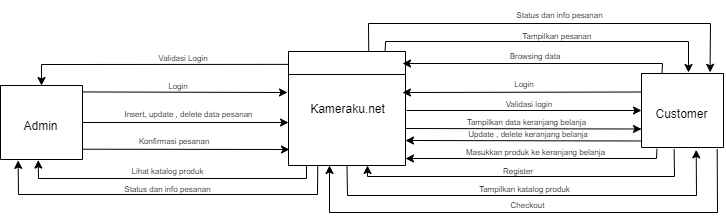 Status dan info pesanan
Tampilkan pesanan
Validasi Login
Browsing data
Login
Login
Kameraku.net
Validasi login
Insert, update , delete data pesanan
Admin
Customer
Tampilkan data keranjang belanja
Update , delete keranjang belanja
Konfirmasi pesanan
Masukkan produk ke keranjang belanja
Lihat katalog produk
Register
Status dan info pesanan
Tampilkan katalog produk
Checkout